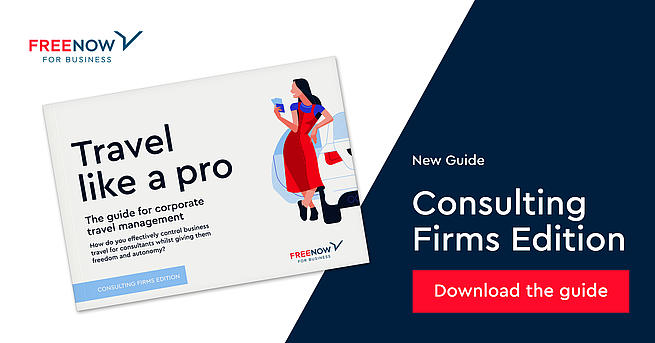 FREENOW
FOR BUSINESS
Travel
like a pro
The guide for corporate
travel management
How do you effectively control business
travel for consultants whilst giving them
freedom and autonomy?
CONSULTING FIRMS EDITION
FREENOW
FOR BUSINESS
New Guide
Consulting
Firms Edition
Download the guide